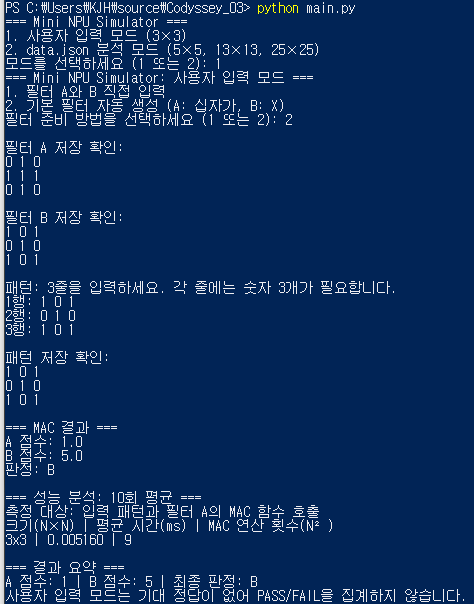 PS C:\Users\KJH\source\Codyssey_03> python main.py
=== Mini NPU Simulator ===
1. 사용자 입력 모드 (3×3)
2. data.json 분석 모드 (5×5, 13×13, 25×25)
모드를 선택하세요 (1 또는 2): 1
=== Mini NPU Simulator: 사용자 입력 모드 ===
1. 필터 A와 B 직접 입력
2. 기본 필터 자동 생성 (A: 십자가, B: X)
필터 준비 방법을 선택하세요 (1 또는 2): 2
필터 A 저장 확인:
0 1 0
1 1 1
0 1 0
필터 B 저장 확인:
1 0 1
0 1 0
1 0 1
패턴: 3줄을 입력하세요. 각 줄에는 숫자 3개가 필요합니다.
1행: 1 0 1
2행: 0 1 0
3행: 1 0 1
패턴 저장 확인:
1 0 1
0 1 0
1 0 1
=== MAC 결과 ===
A 점수: 1.0
B 점수: 5.0
판정: B
=== 성능 분석: 10회 평균 ===
측정 대상: 입력 패턴과 필터 A의 MAC 함수 호출
크기(N×N) | 평균 시간(ms) | MAC 연산 횟수(N² )
3x3 | 0.005160 | 9
=== 결과 요약 ===
A 점수: 1 | B 점수: 5 | 최종 판정: B
사용자 입력 모드는 기대 정답이 없어 PASS/FAIL을 집계하지 않습니다.